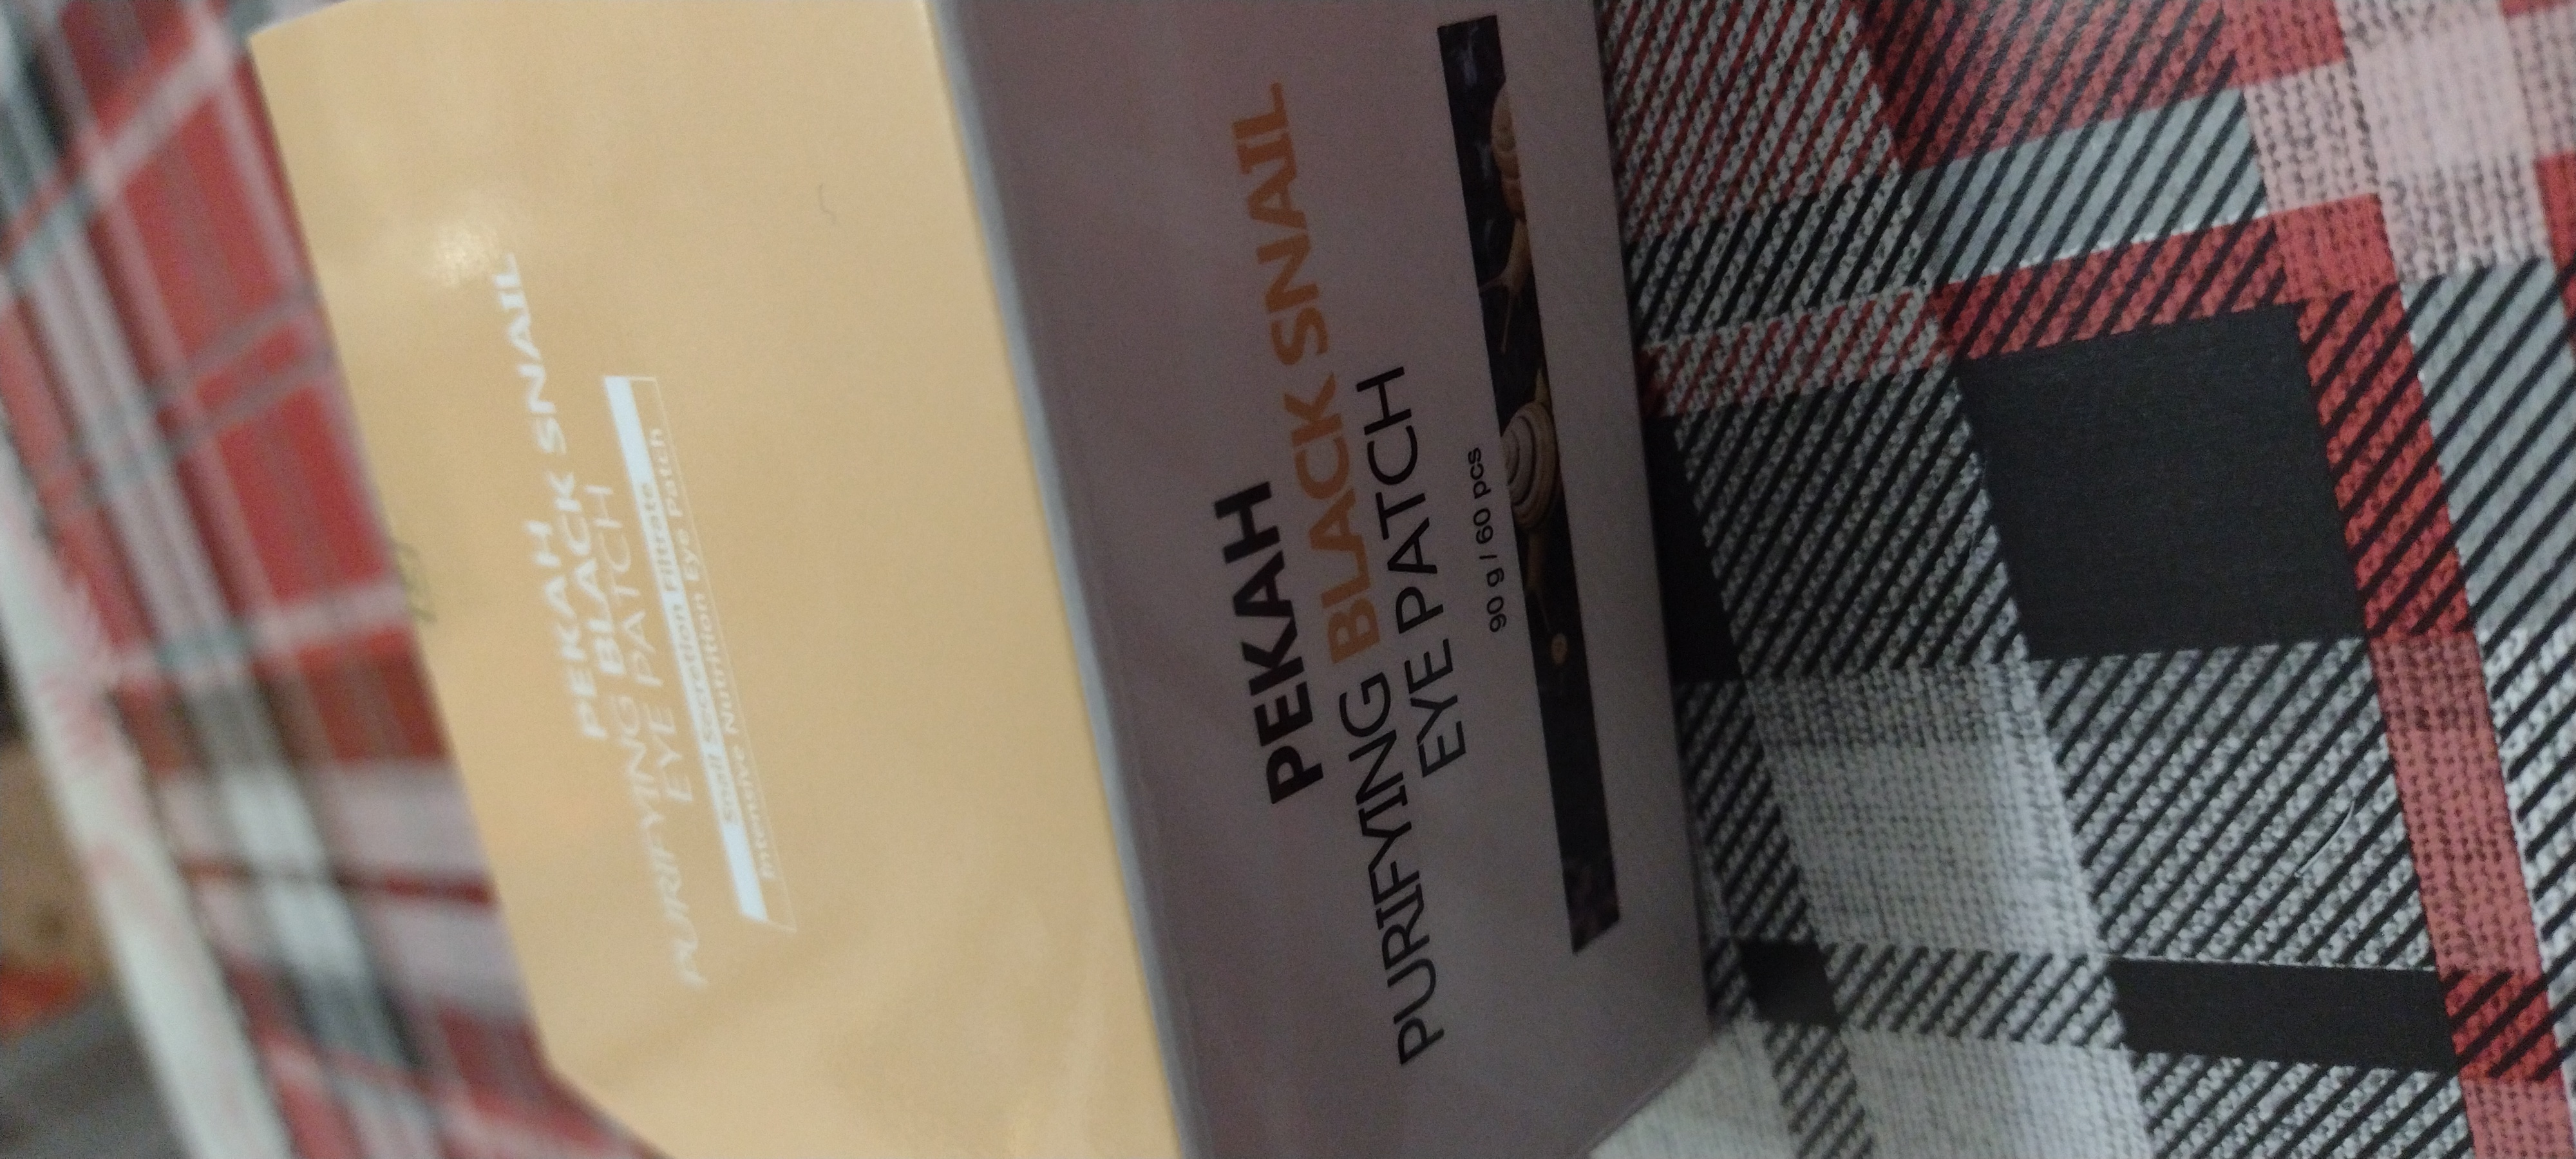 PEKAH
PURIFYING BLACK SNAIL
EYE PATCH
Snail Secretion Filtrate
Intensive Nutrition Eye Patch
PEKAH
PURIFYING BLACK SNAIL
EYE PATCH
90 g / 60 pcs